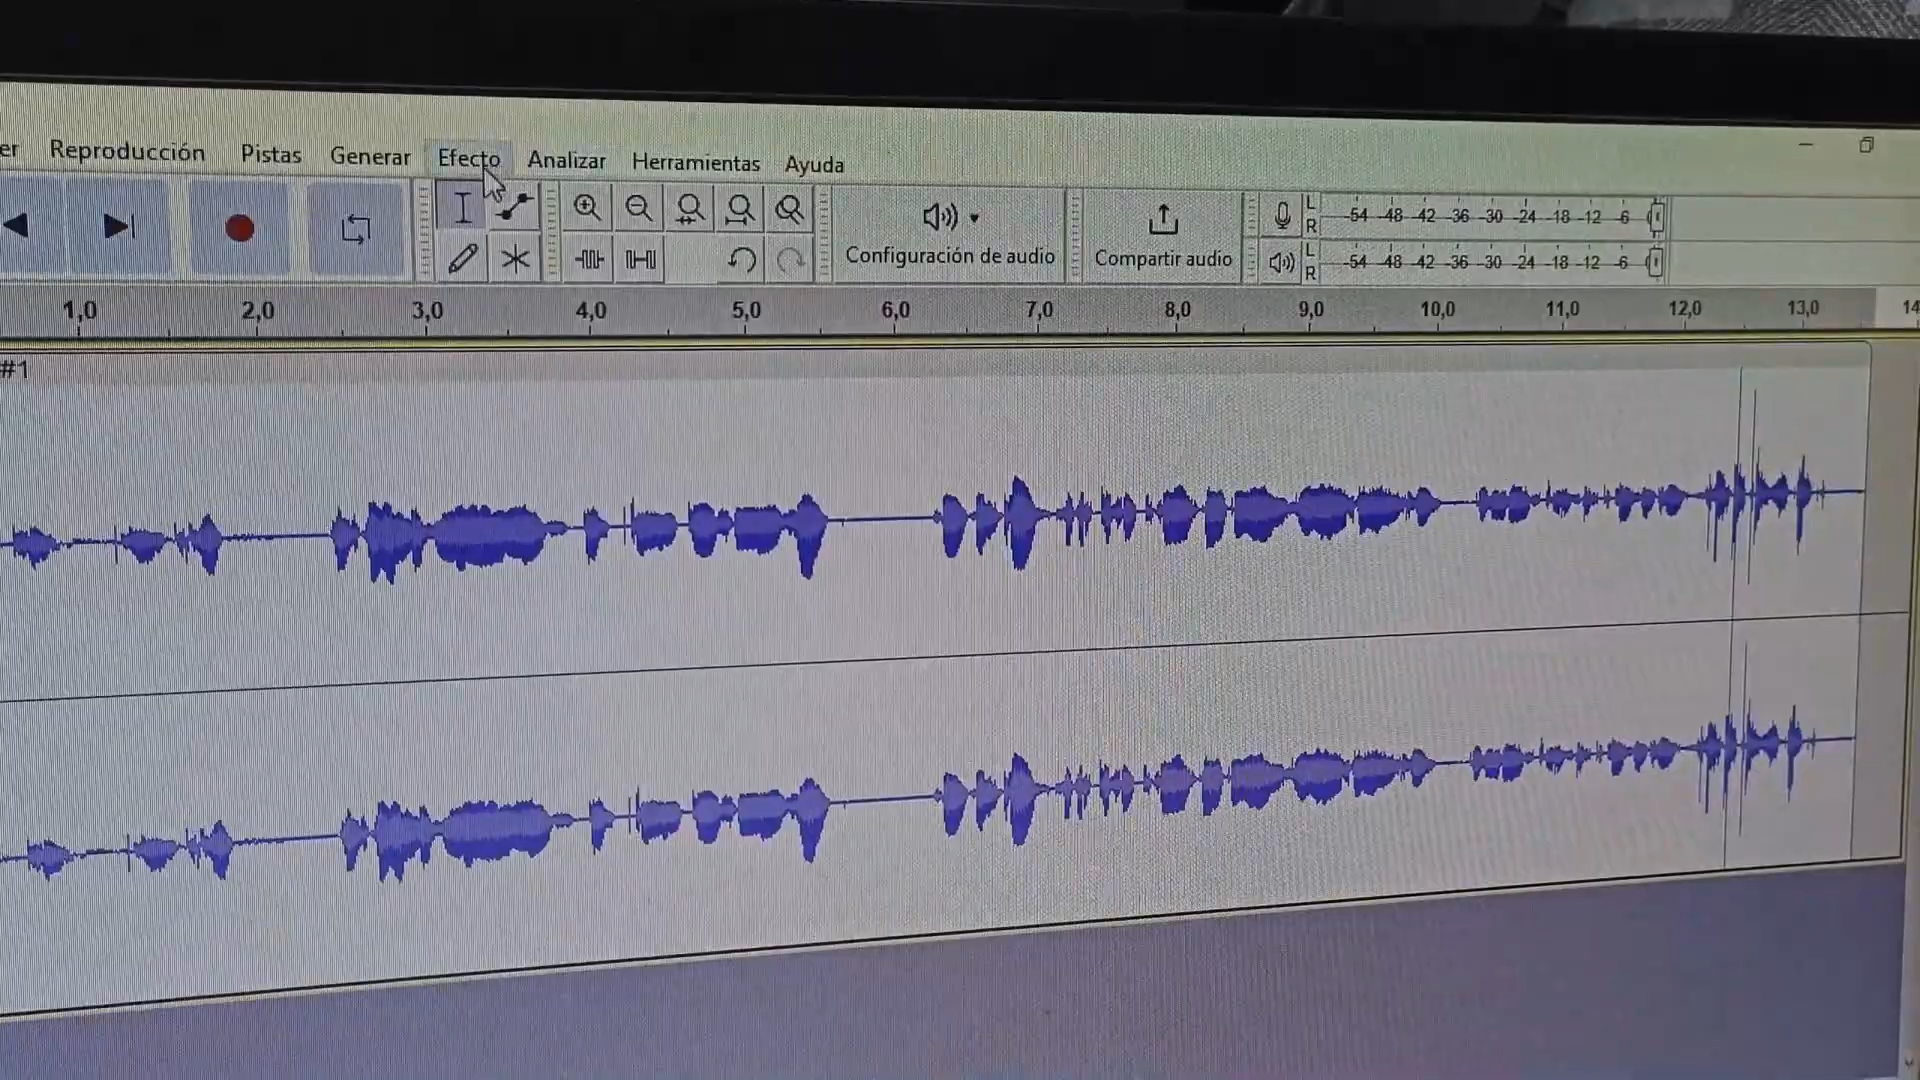 er Reproducción Pistas Generar Efecto Analizar Herramientas Ayuda
L
R
-54 -48 -42 -36 -30 -24 -18 -12 -6
Configuración de audio
Compartir audio
L
R
-54 -48 -42 -36 -30 -24 -18 -12 -6
1,0 2,0 3,0 4,0 5,0 6,0 7,0 8,0 9,0 10,0 11,0 12,0 13,0 14
#1